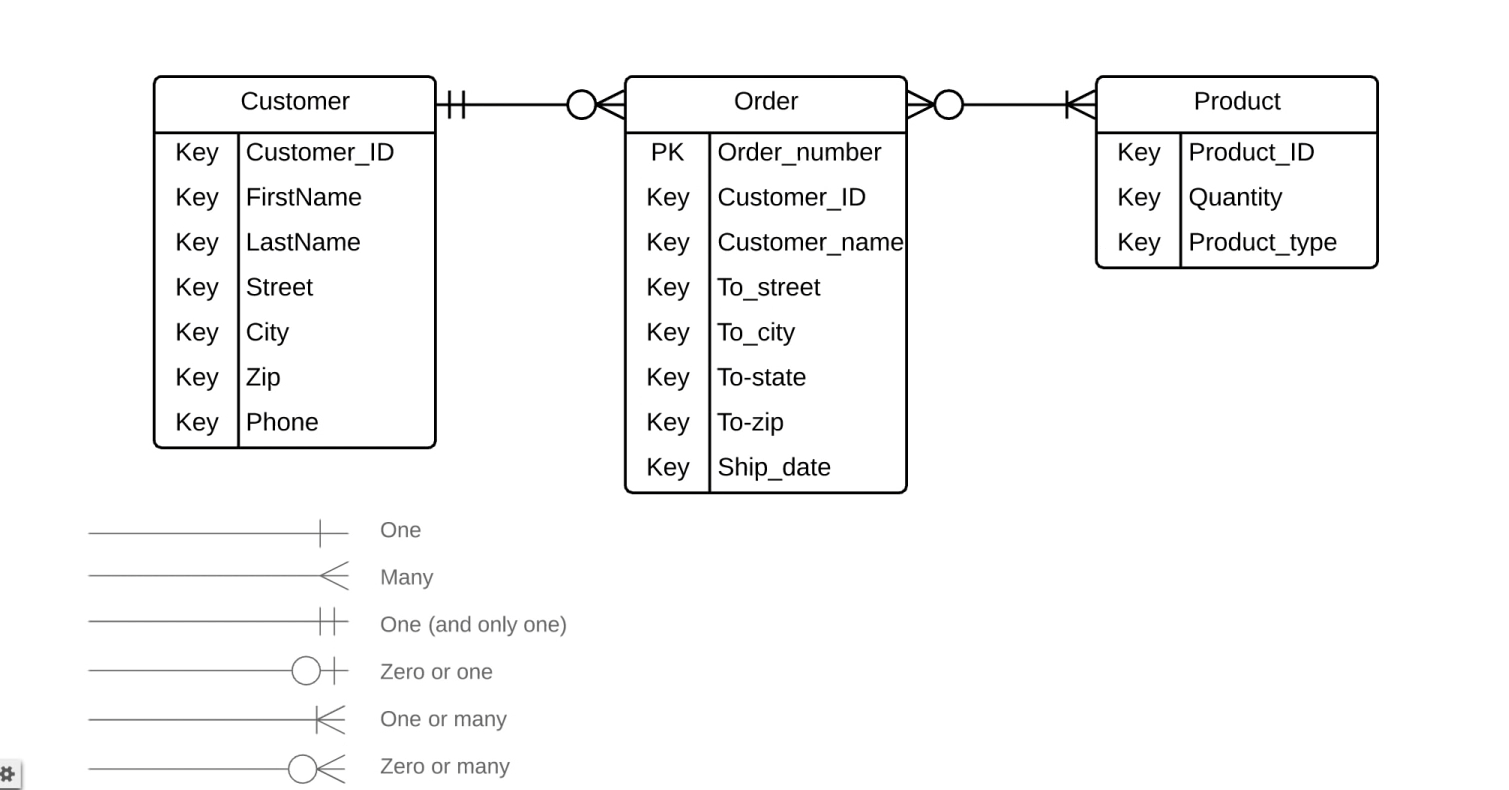 Customer
Key Customer_ID
Key FirstName
Key LastName
Key Street
Key City
Key Zip
Key Phone
Order
PK Order_number
Key Customer_ID
Key Customer_name
Key To_street
Key To_city
Key To-state
Key To-zip
Key Ship_date
Product
Key Product_ID
Key Quantity
Key Product_type
One
Many
One (and only one)
Zero or one
One or many
Zero or many